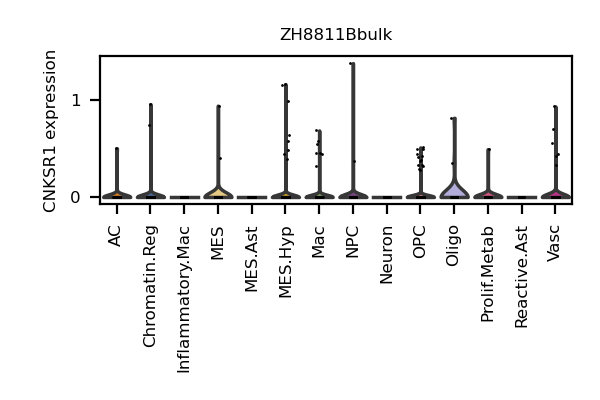 ZH8811Bbulk
CNKSR1 expression
1
0
AC
Chromatin.Reg
Inflammatory.Mac
MES
MES.Ast
MES.Hyp
Mac
NPC
Neuron
OPC
Oligo
Prolif.Metab
Reactive.Ast
Vasc